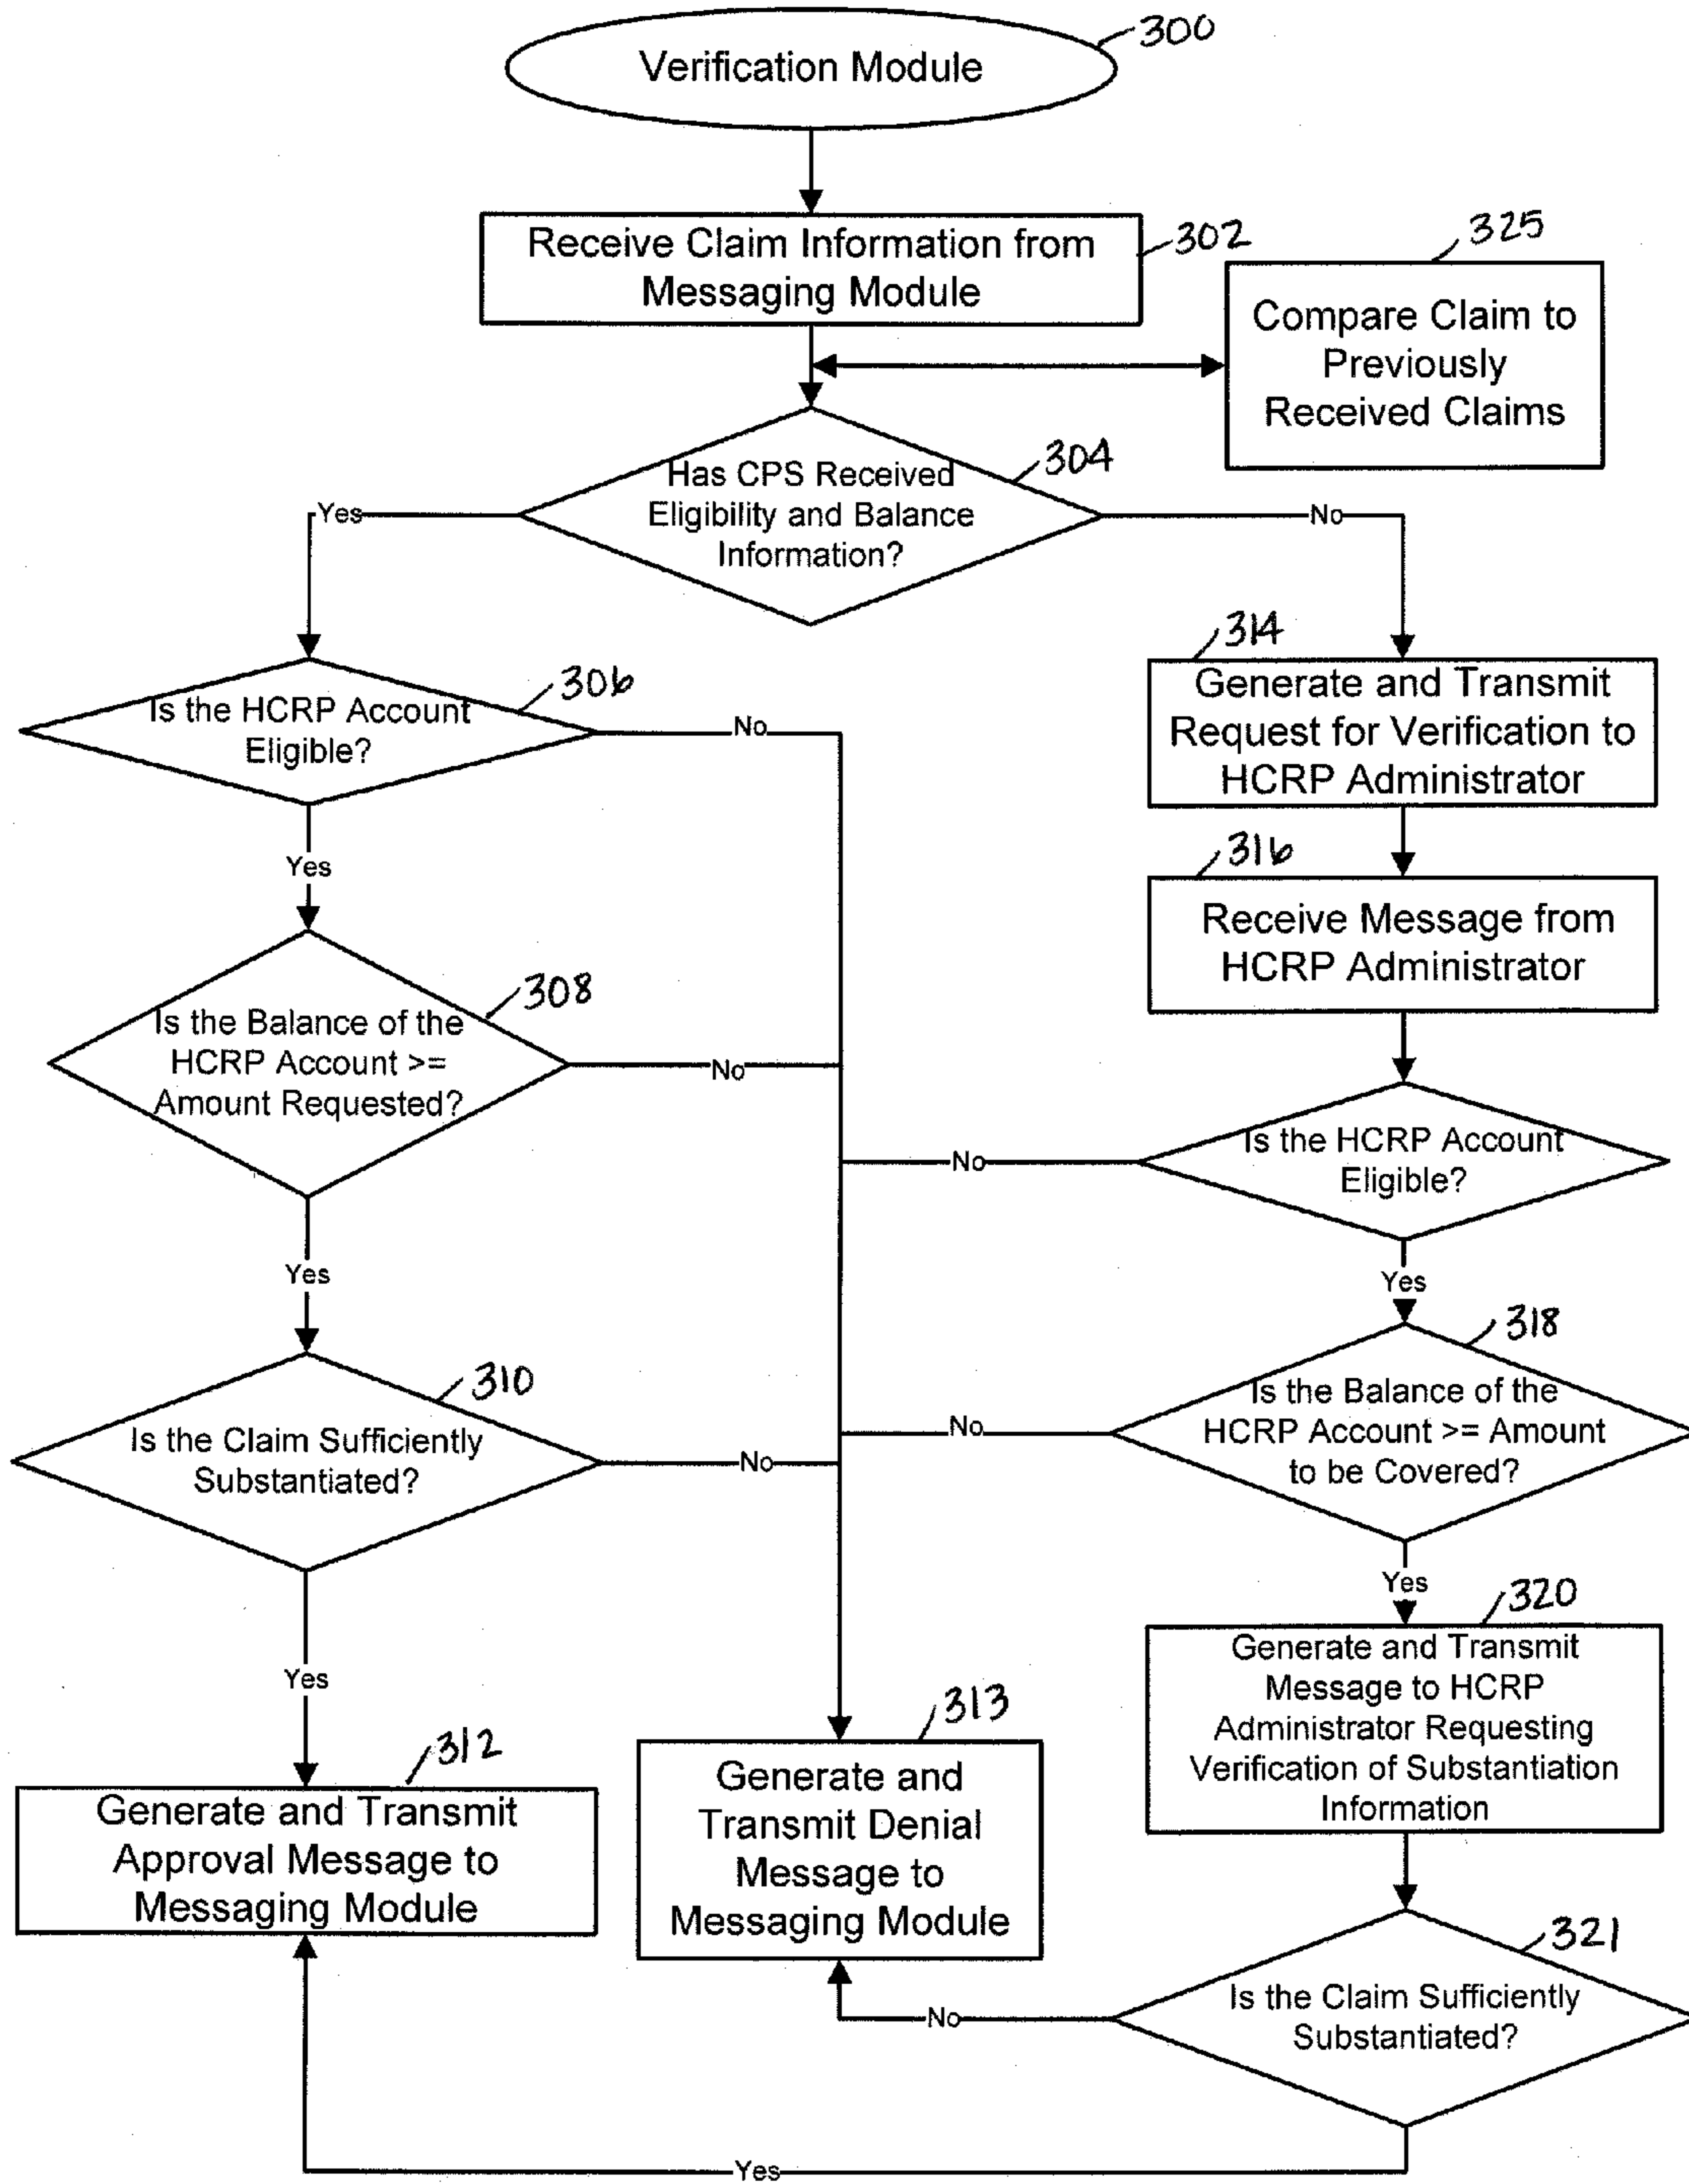 300
Verification Module
302
Receive Claim Information from
Messaging Module
325
Compare Claim to
Previously
Received Claims
304
Has CPS Received
Eligibility and Balance
Information?
Yes
No
306
Is the HCRP Account
Eligible?
No
Yes
314
Generate and Transmit
Request for Verification to
HCRP Administrator
316
Receive Message from
HCRP Administrator
308
Is the Balance of the
HCRP Account >=
Amount Requested?
No
Yes
Is the HCRP Account
Eligible?
No
Yes
318
Is the Balance of the
HCRP Account >= Amount
to be Covered?
No
Yes
310
Is the Claim Sufficiently
Substantiated?
No
Yes
320
Generate and Transmit
Message to HCRP
Administrator Requesting
Verification of Substantiation
Information
312
Generate and Transmit
Approval Message to
Messaging Module
313
Generate and
Transmit Denial
Message to
Messaging Module
321
Is the Claim Sufficiently
Substantiated?
No
Yes